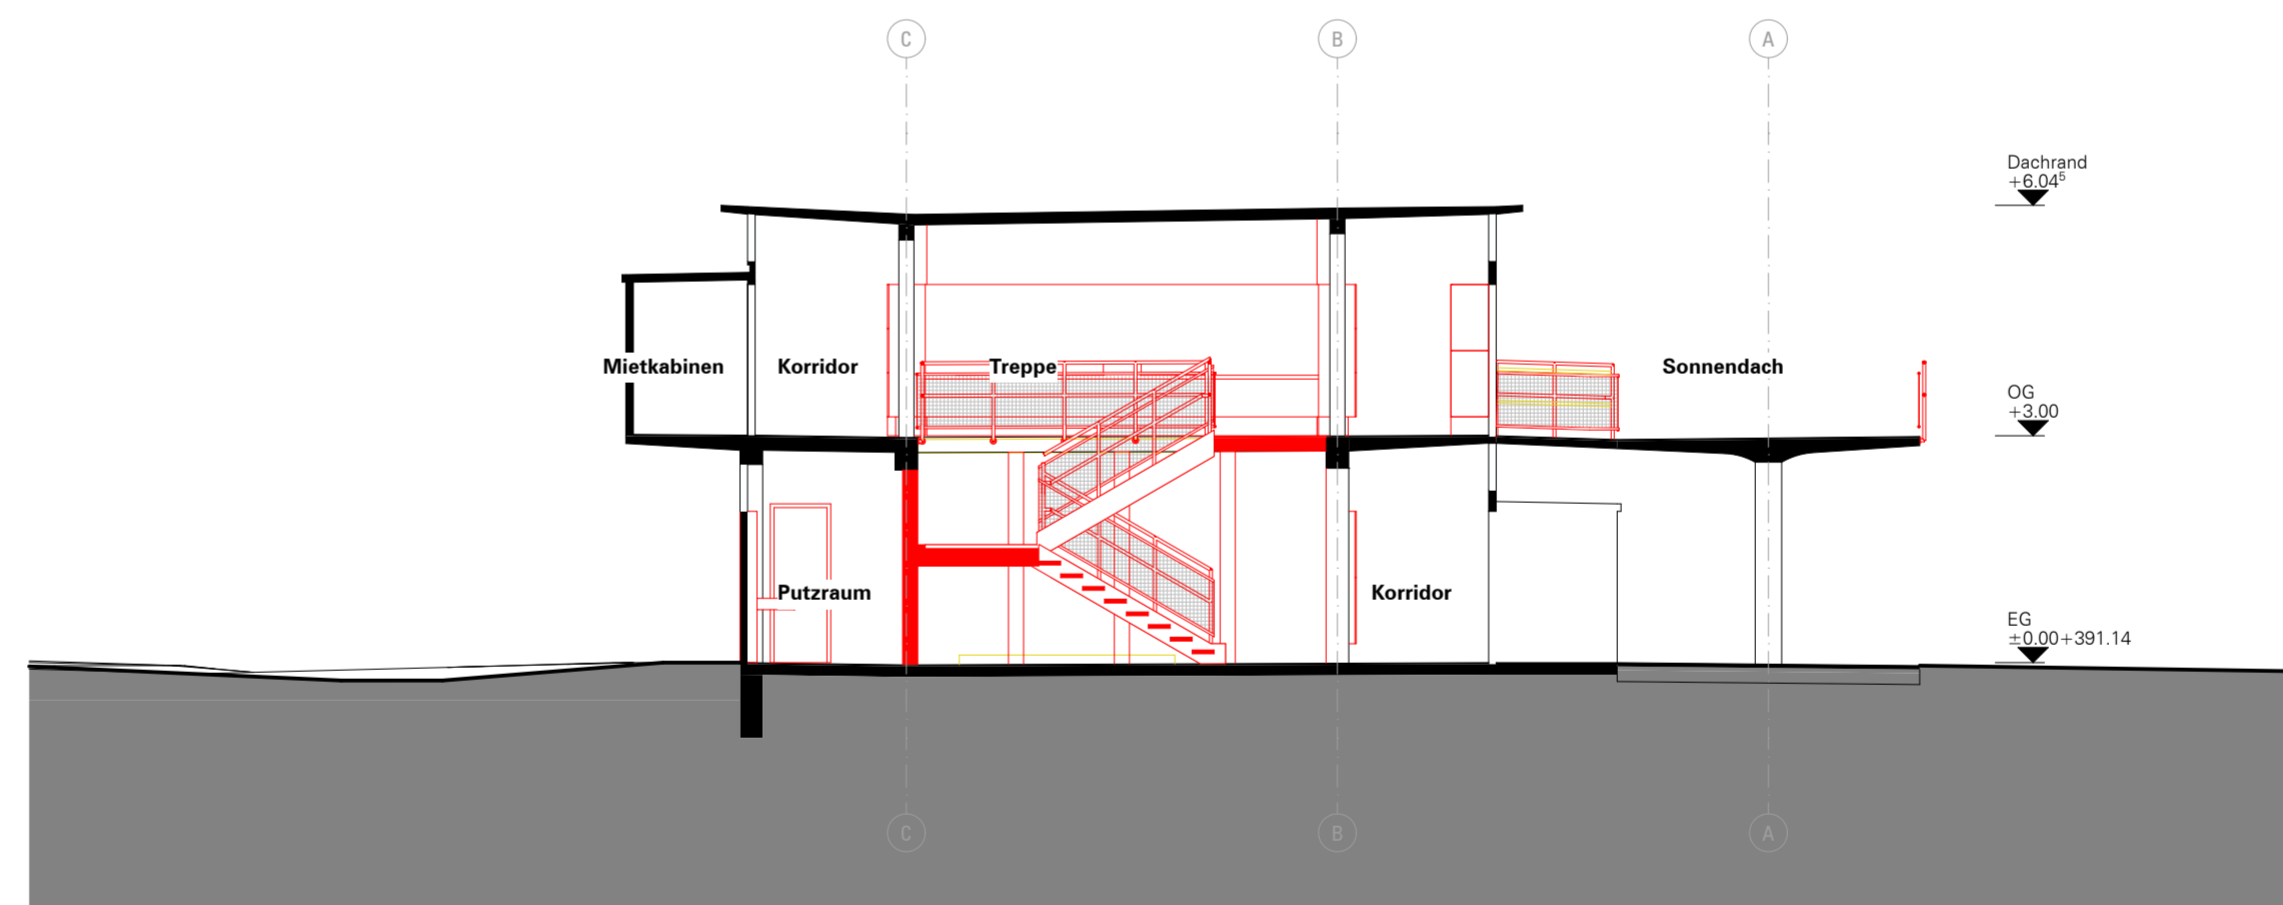 C
B
A
Dachrand
+6.04⁵
Mietkabinen
Korridor
Treppe
Sonnendach
OG
+3.00
Putzraum
Korridor
EG
±0.00+391.14
C
B
A